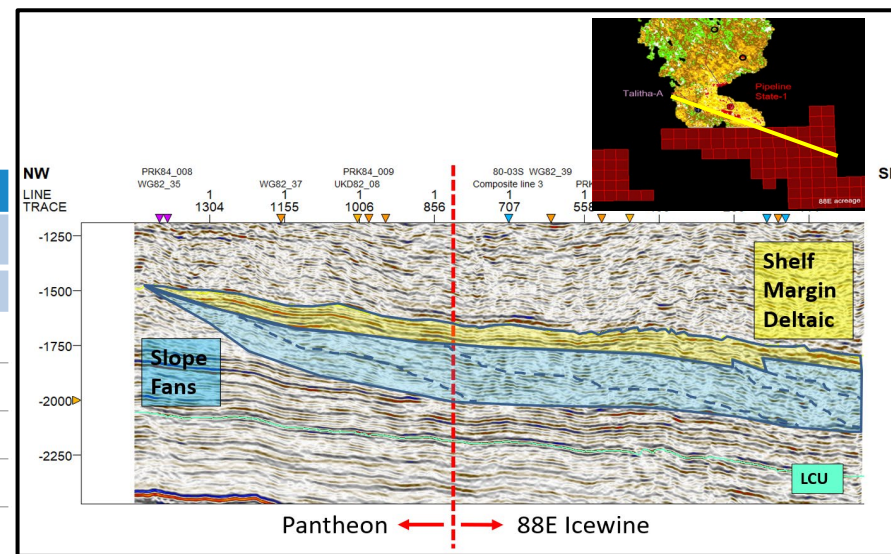 Talitha-A
Pipeline
State-1
88E acreage
NW
PRK84_008
PRK84_009
80-03S WG82_39
WG82_35
WG82_37
UKD82_08
Composite line 3
LINE
1
1
1
1
1
1
TRACE
1304
1155
1006
856
707
558
-1250
-1500
-1750
-2000
-2250
Shelf
Margin
Deltaic
Slope
Fans
LCU
Pantheon
88E Icewine